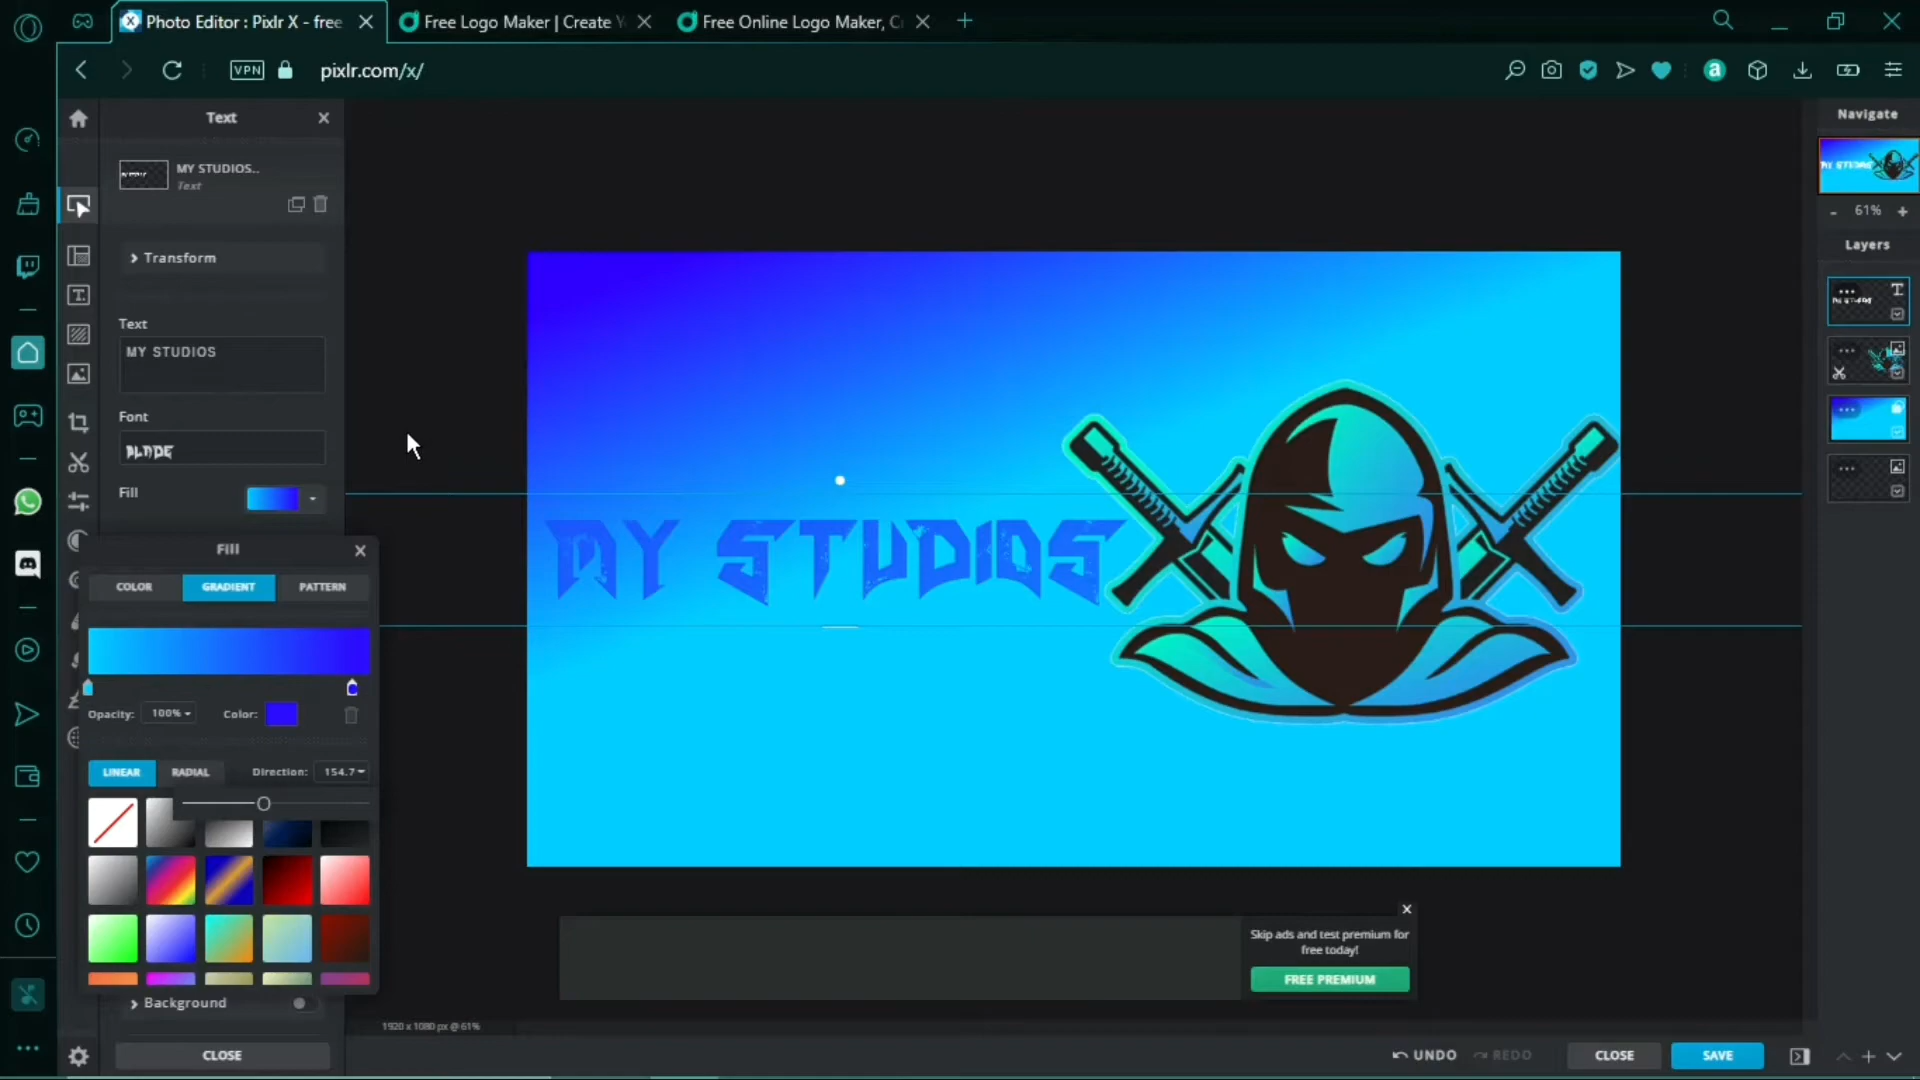 Photo Editor : Pixlr X - free
Free Logo Maker | Create Y
Free Online Logo Maker, C
VPN
pixlr.com/x/
Text
MY STUDIOS..
Text
Transform
Text
MY STUDIOS
Font
BLADE
Fill
Fill
COLOR
GRADIENT
PATTERN
Opacity:
100%
Color:
LINEAR
RADIAL
Direction:
154.7
Background
CLOSE
MY STUDIOS
Skip ads and test premium for
free today!
FREE PREMIUM
1920 x 1080 px @ 61%
UNDO
REDO
CLOSE
SAVE
Navigate
MY STUDIOS
- 61% +
Layers